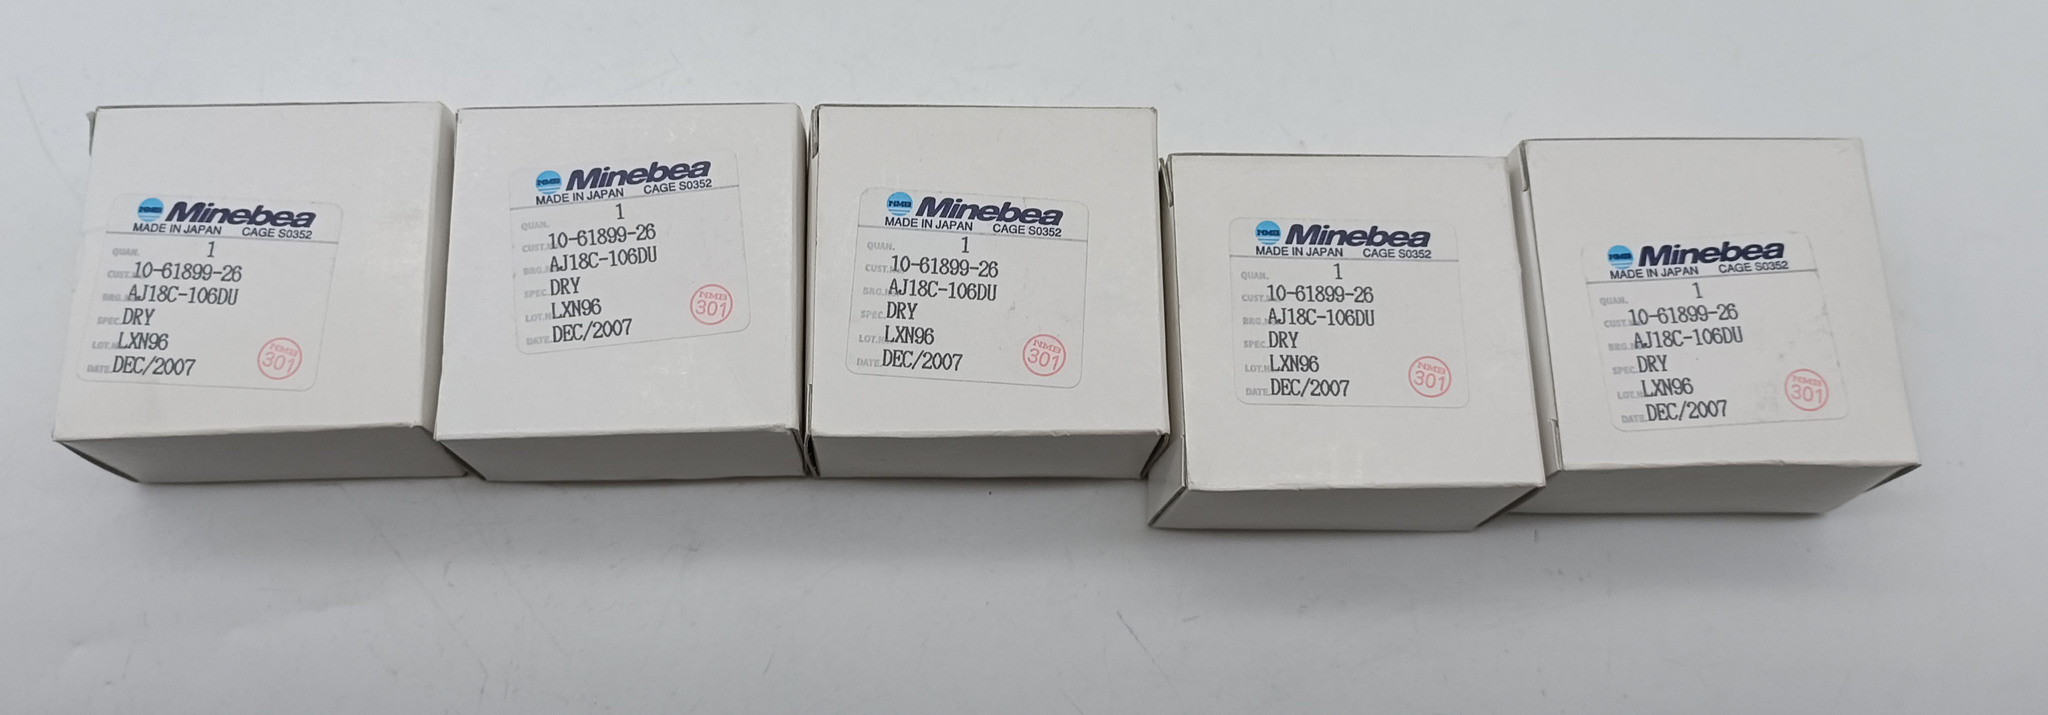 NMB Minebea
MADE IN JAPAN CAGE S0352
QUAN. 1
CUST. 10-61899-26
BRG. AJ18C-106DU
SPEC. DRY
LOT. LXN96
DATE. DEC/2007
NMB
301
NMB Minebea
MADE IN JAPAN CAGE S0352
QUAN. 1
CUST. 10-61899-26
BRG. AJ18C-106DU
SPEC. DRY
LOT. LXN96
DATE. DEC/2007
NMB
301
NMB Minebea
MADE IN JAPAN CAGE S0352
QUAN. 1
CUST. 10-61899-26
BRG. AJ18C-106DU
SPEC. DRY
LOT. LXN96
DATE. DEC/2007
NMB
301
NMB Minebea
MADE IN JAPAN CAGE S0352
QUAN. 1
CUST. 10-61899-26
BRG. AJ18C-106DU
SPEC. DRY
LOT. LXN96
DATE. DEC/2007
NMB
301
NMB Minebea
MADE IN JAPAN CAGE S0352
QUAN. 1
CUST. 10-61899-26
BRG. AJ18C-106DU
SPEC. DRY
LOT. LXN96
DATE. DEC/2007
NMB
301